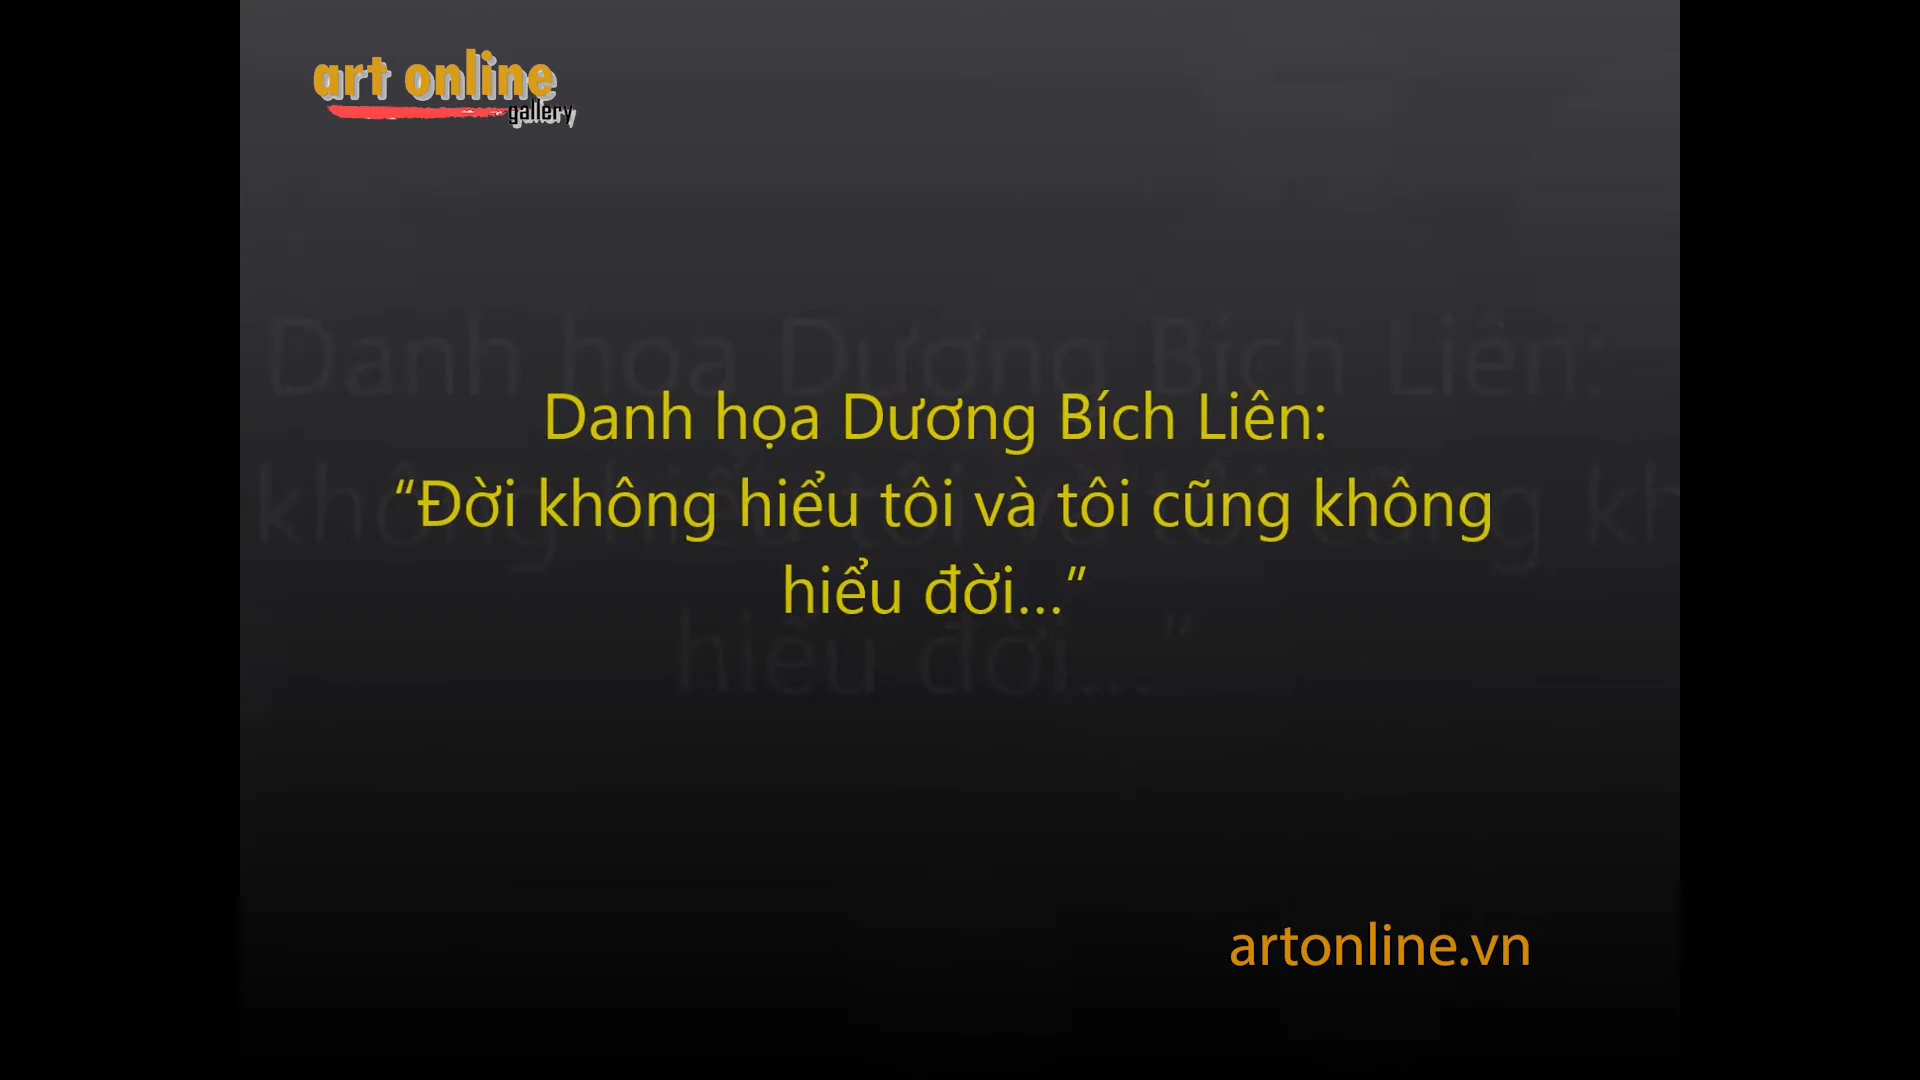 art online
gallery
Danh họa Dương Bích Liên:
“Đời không hiểu tôi và tôi cũng không
hiểu đời...”
artonline.vn